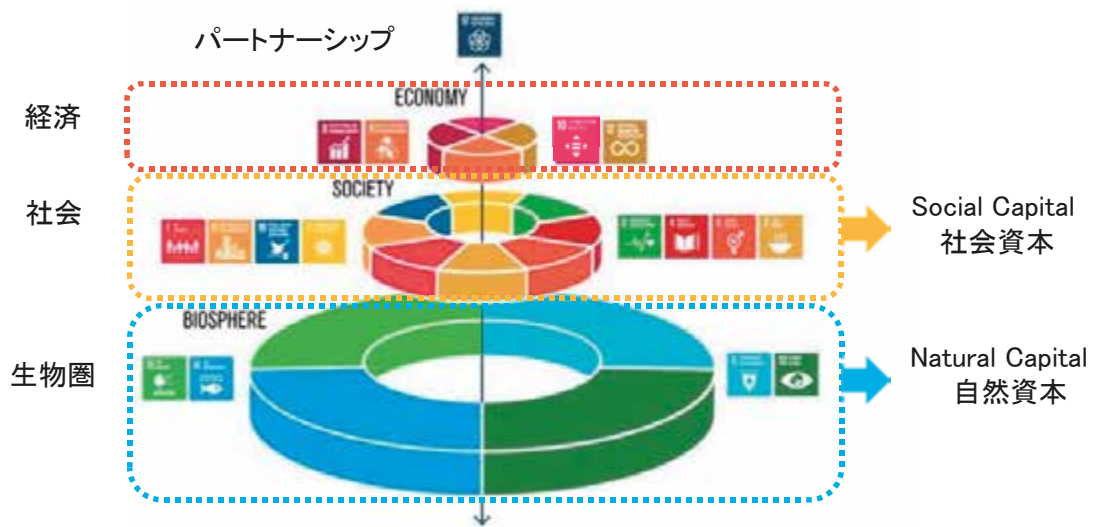 パートナーシップ
ECONOMY
経済
10
SOCIETY
社会
Social Capital
社会資本
BIOSPHERE
生物圏
Natural Capital
自然資本